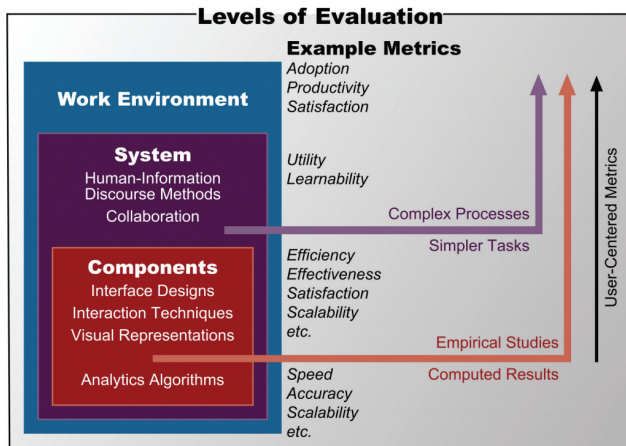 Levels of Evaluation
Example Metrics
Work Environment
Adoption
Productivity
Satisfaction
System
Human-Information
Discourse Methods
Collaboration
Utility
Learnability
Complex Processes
Simpler Tasks
Components
Interface Designs
Interaction Techniques
Visual Representations
Efficiency
Effectiveness
Satisfaction
Scalability
etc.
Empirical Studies
Computed Results
Analytics Algorithms
Speed
Accuracy
Scalability
etc.
User-Centered Metrics